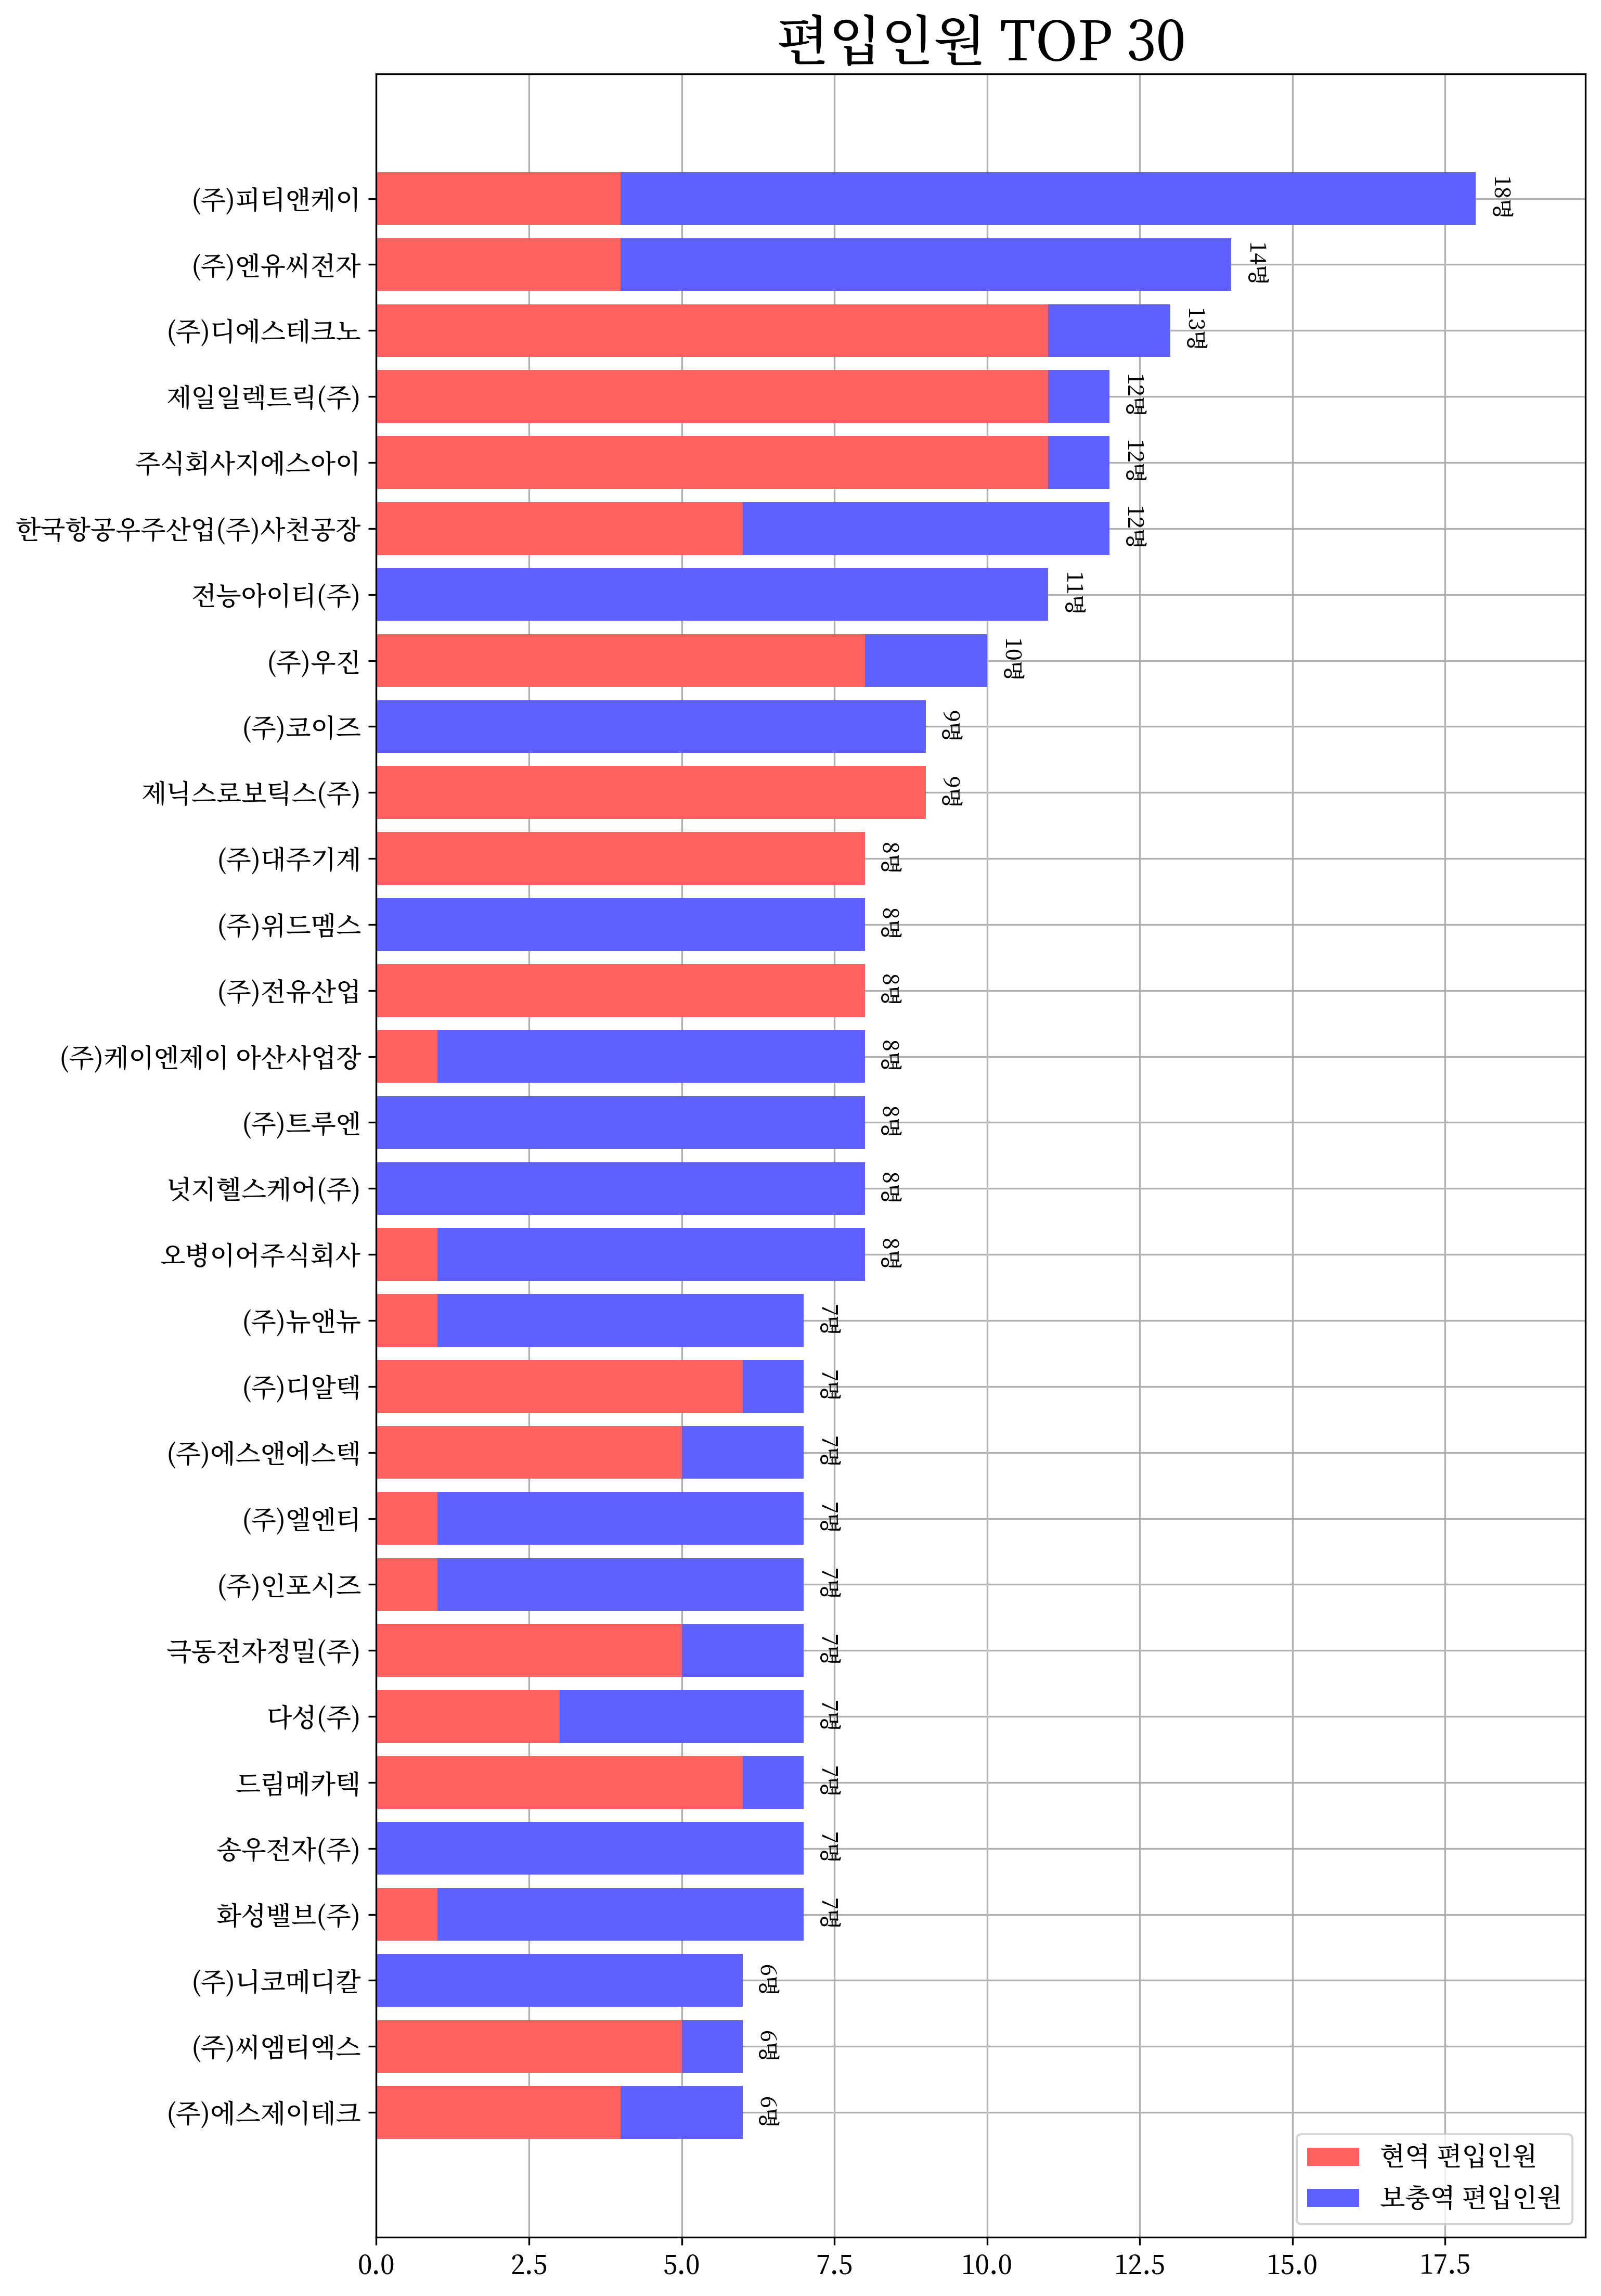 편입인원 TOP 30
(주)피티앤케이 18명
(주)엔유씨전자 14명
(주)디에스테크노 13명
제일일렉트릭(주) 12명
주식회사지에스아이 12명
한국항공우주산업(주)사천공장 12명
전능아이티(주) 11명
(주)우진 10명
(주)코이즈 9명
제닉스로보틱스(주) 9명
(주)대주기계 8명
(주)위드멤스 8명
(주)전유산업 8명
(주)케이엔제이 아산사업장 8명
(주)트루엔 8명
넛지헬스케어(주) 8명
오병이어주식회사 8명
(주)뉴앤뉴 7명
(주)디알텍 7명
(주)에스앤에스텍 7명
(주)엘엔티 7명
(주)인포시즈 7명
극동전자정밀(주) 7명
다성(주) 7명
드림메카텍 7명
송우전자(주) 7명
화성밸브(주) 7명
(주)니코메디칼 6명
(주)씨엠티엑스 6명
(주)에스제이테크 6명
현역 편입인원
보충역 편입인원
0.0 2.5 5.0 7.5 10.0 12.5 15.0 17.5